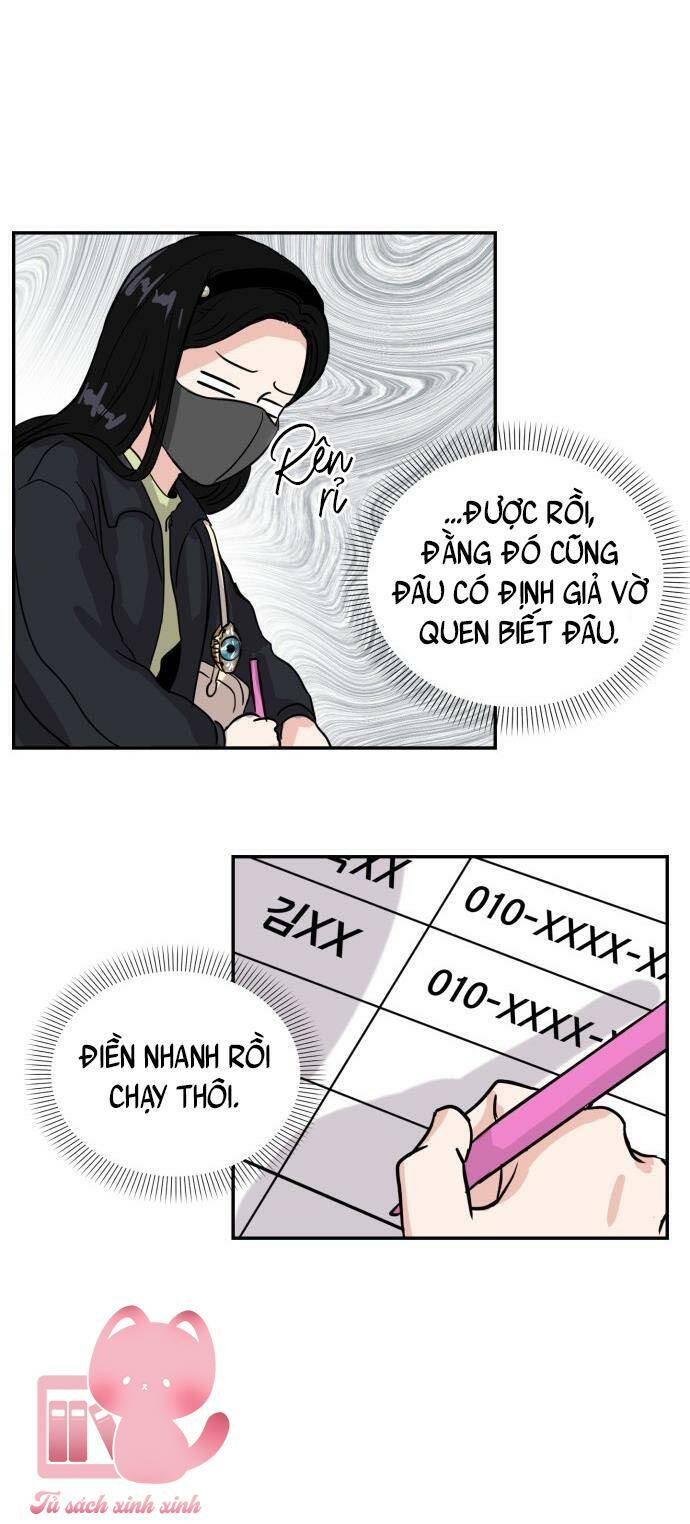 Rên
rỉ
...ĐƯỢC RỒI,
ĐẰNG ĐÓ CŨNG
ĐÂU CÓ ĐỊNH GIẢ VỜ
QUEN BIẾT ĐÂU.
XX
010-XXXX-XX
김XX
010-XXXX-
ĐIỀN NHANH RỒI
CHẠY THÔI.
Tủ sách xinh xinh